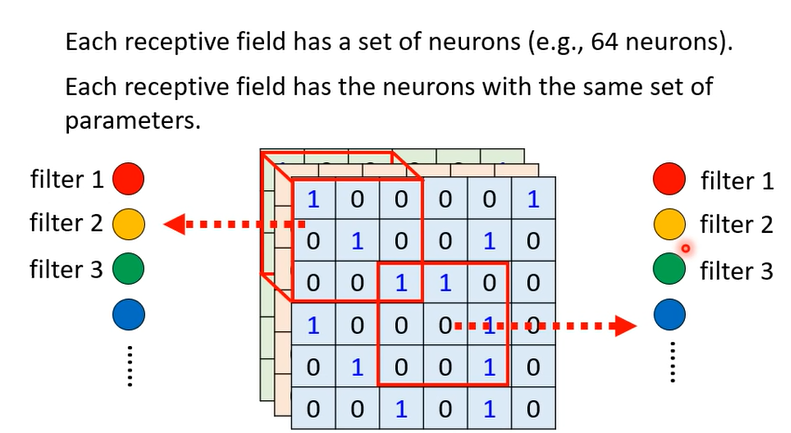 Each receptive field has a set of neurons (e.g., 64 neurons).
Each receptive field has the neurons with the same set of
parameters.
filter 1
filter 2
filter 3
1 0 0 0 0 1
0 1 0 0 1 0
0 0 1 1 0 0
1 0 0 0 1 0
0 1 0 0 1 0
0 0 1 0 1 0
filter 1
filter 2
filter 3